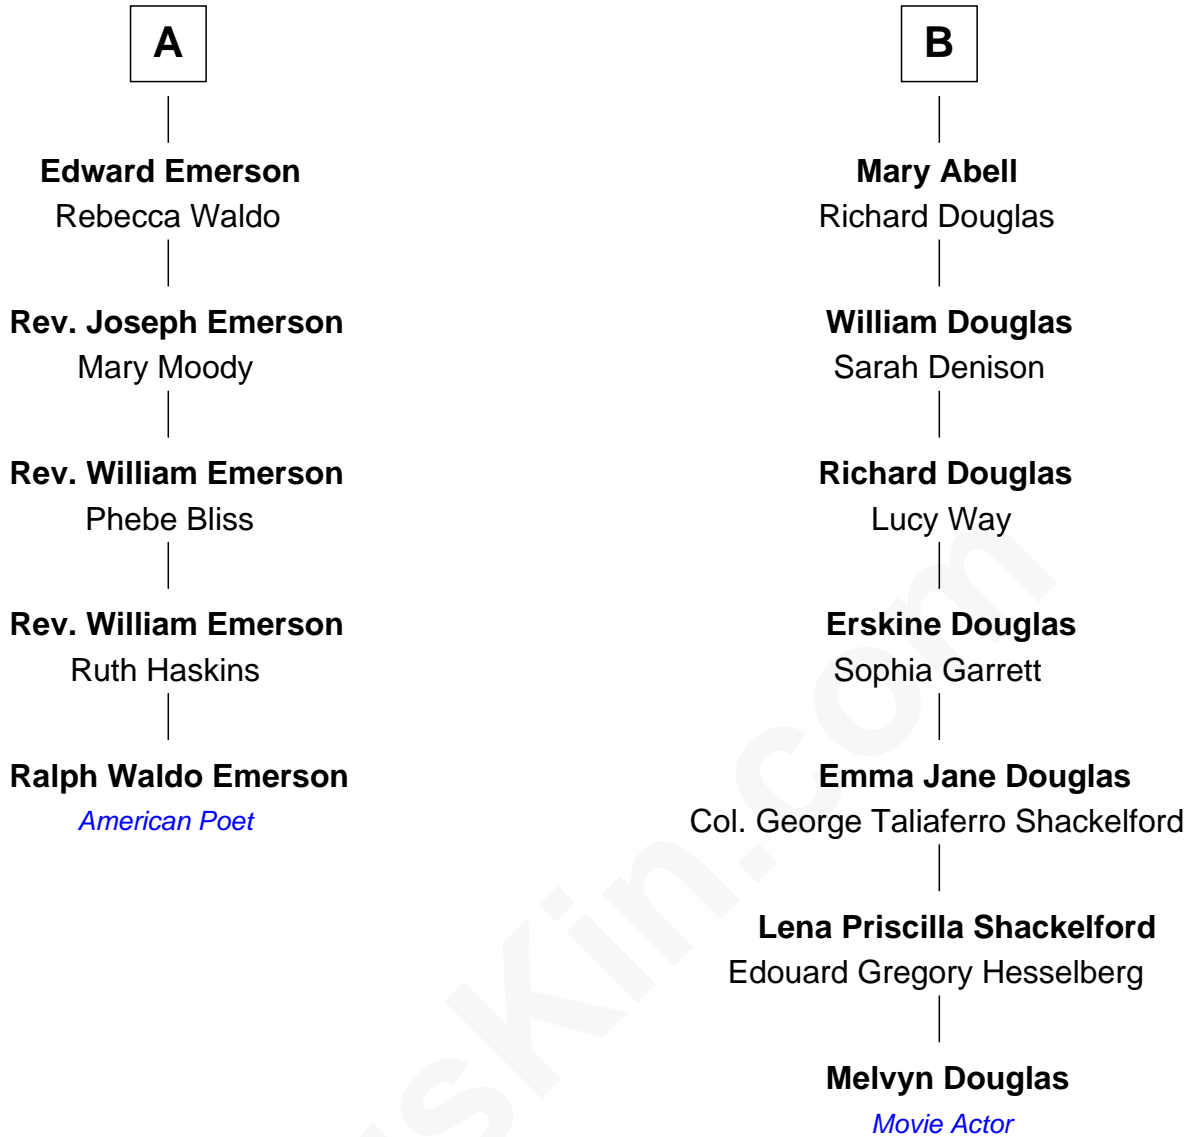 A
Edward Emerson
Rebecca Waldo
Rev. Joseph Emerson
Mary Moody
Rev. William Emerson
Phebe Bliss
Rev. William Emerson
Ruth Haskins
Ralph Waldo Emerson
American Poet
B
Mary Abell
Richard Douglas
William Douglas
Sarah Denison
Richard Douglas
Lucy Way
Erskine Douglas
Sophia Garrett
Emma Jane Douglas
Col. George Taliaferro Shackelford
Lena Priscilla Shackelford
Edouard Gregory Hesselberg
Melvyn Douglas
Movie Actor
sKin.com